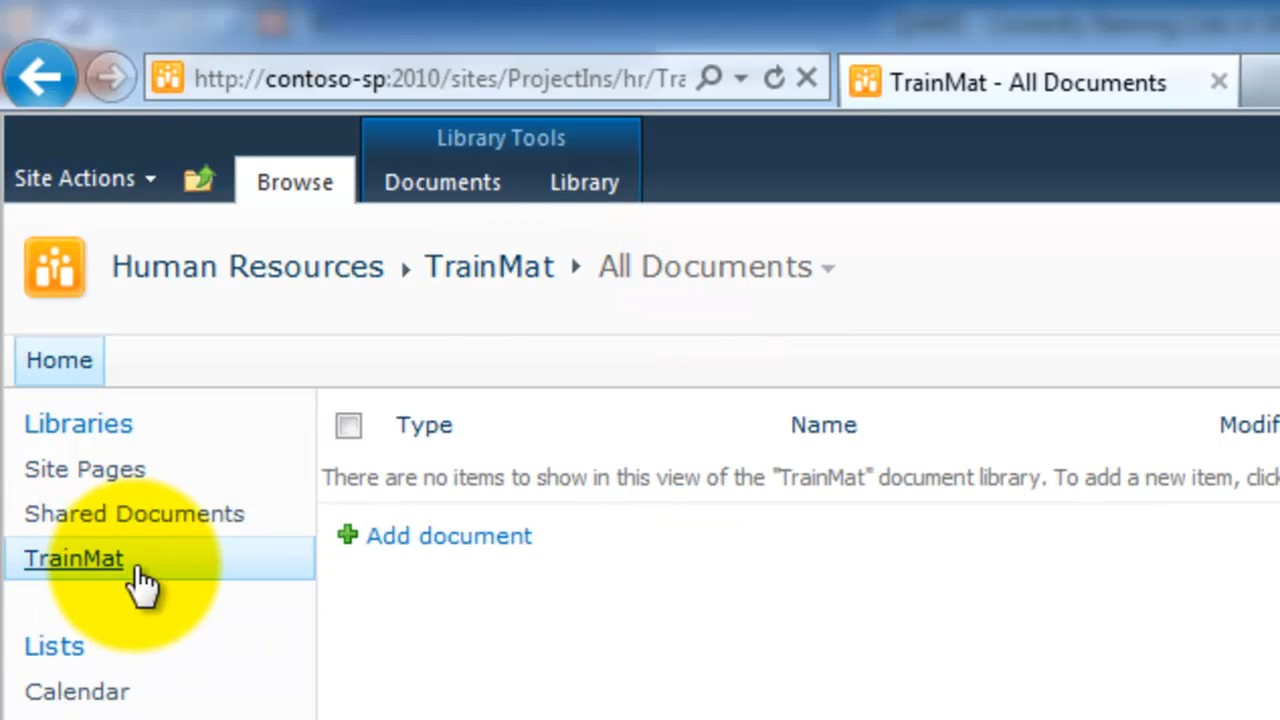 http://contoso-sp:2010/sites/ProjectIns/hr/Tra
TrainMat - All Documents
Library Tools
Site Actions
Browse
Documents
Library
Human Resources
TrainMat
All Documents
Home
Libraries
Type
Name
Modif
Site Pages
There are no items to show in this view of the "TrainMat" document library. To add a new item, click
Shared Documents
Add document
TrainMat
Lists
Calendar